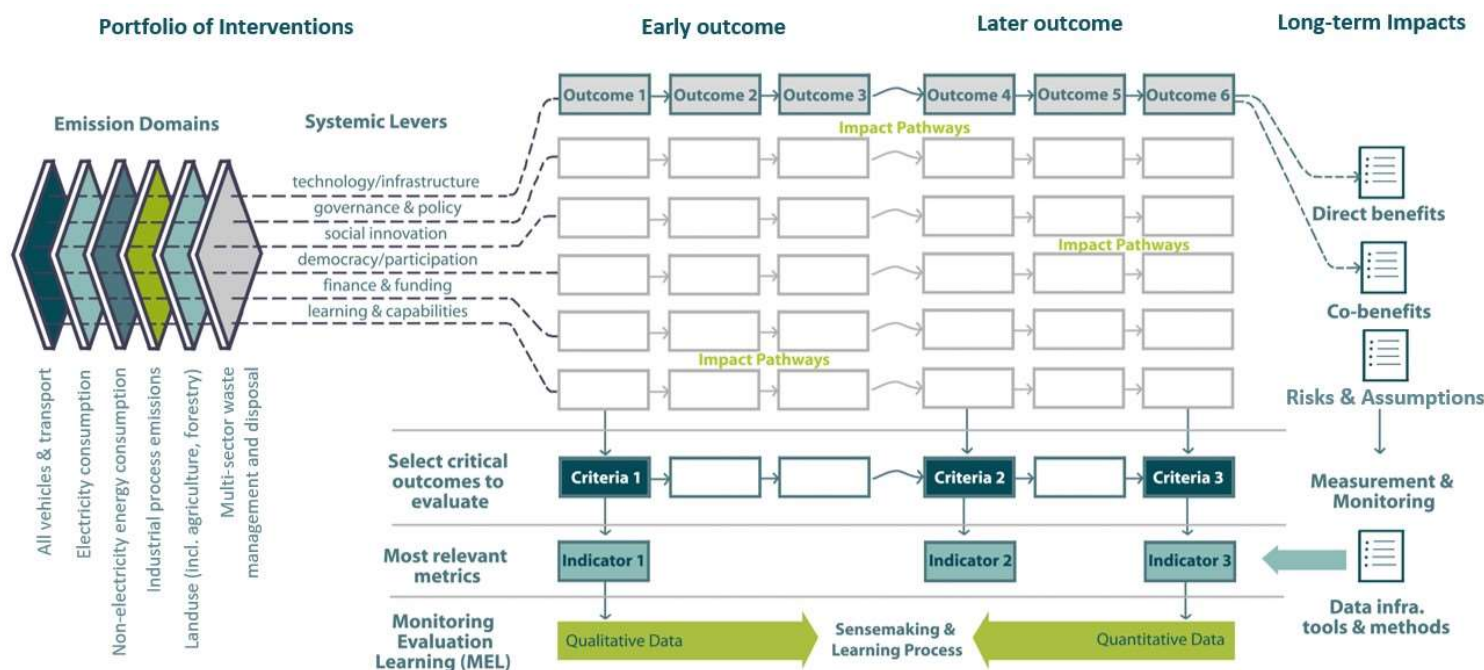 Portfolio of Interventions
Early outcome
Later outcome
Long-term Impacts
Emission Domains
Systemic Levers
Outcome 1
Outcome 2
Outcome 3
Outcome 4
Outcome 5
Outcome 6
Impact Pathways
technology/infrastructure
governance & policy
social innovation
democracy/participation
finance & funding
learning & capabilities
Impact Pathways
Impact Pathways
Direct benefits
Co-benefits
Risks & Assumptions
Measurement &
Monitoring
Data infra.
tools & methods
All vehicles & transport
Electricity consumption
Non-electricity energy consumption
Industrial process emissions
Landuse (incl. agriculture, forestry)
Multi-sector waste
management and disposal
Select critical
outcomes to
evaluate
Criteria 1
Criteria 2
Criteria 3
Most relevant
metrics
Indicator 1
Indicator 2
Indicator 3
Monitoring
Evaluation
Learning (MEL)
Qualitative Data
Sensemaking &
Learning Process
Quantitative Data